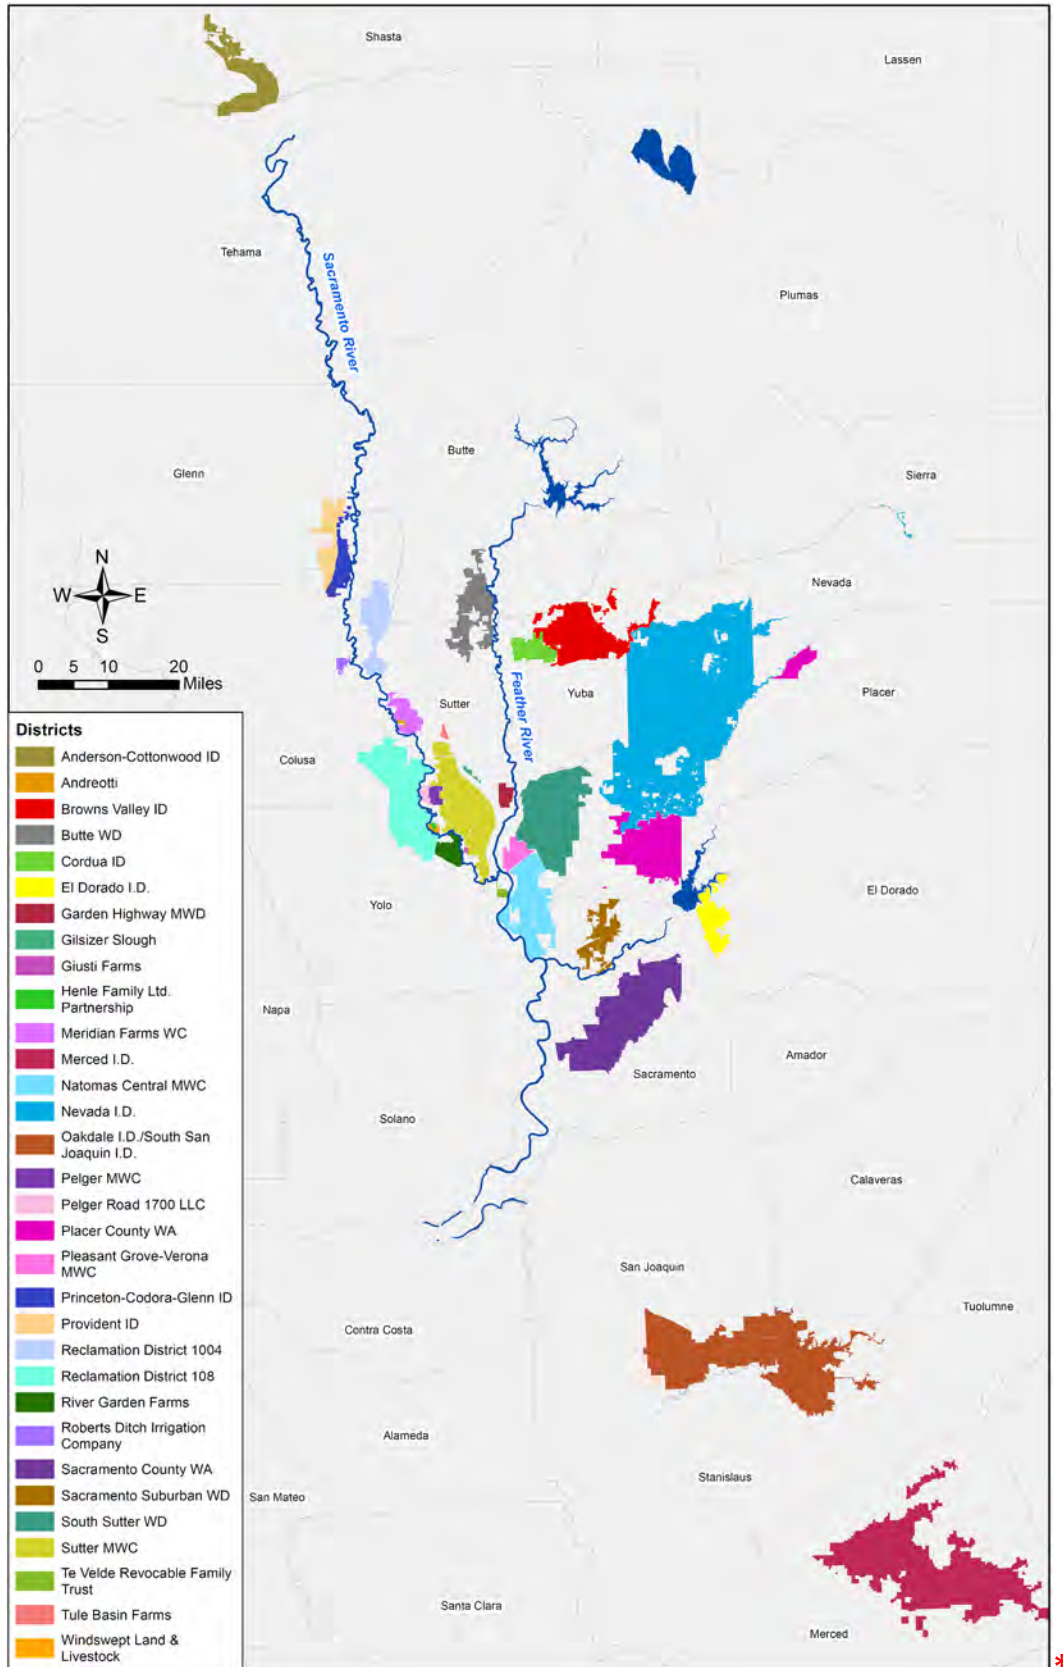 Shasta
Lassen
Tehama
Sacramento River
Plumas
Butte
Glenn
Sierra
N
W E
S
Nevada
0 5 10 20
Miles
Placer
Yuba
Feather River
Sutter
Colusa
El Dorado
Yolo
Napa
Amador
Sacramento
Solano
Calaveras
San Joaquin
Tuolumne
Contra Costa
Alameda
Stanislaus
San Mateo
Santa Clara
Merced
Districts
Anderson-Cottonwood ID
Andreotti
Browns Valley ID
Butte WD
Cordua ID
El Dorado I.D.
Garden Highway MWD
Gilsizer Slough
Giusti Farms
Henle Family Ltd.
Partnership
Meridian Farms WC
Merced I.D.
Natomas Central MWC
Nevada I.D.
Oakdale I.D./South San
Joaquin I.D.
Pelger MWC
Pelger Road 1700 LLC
Placer County WA
Pleasant Grove-Verona
MWC
Princeton-Codora-Glenn ID
Provident ID
Reclamation District 1004
Reclamation District 108
River Garden Farms
Roberts Ditch Irrigation
Company
Sacramento County WA
Sacramento Suburban WD
South Sutter WD
Sutter MWC
Te Velde Revocable Family
Trust
Tule Basin Farms
Windswept Land &
Livestock
*